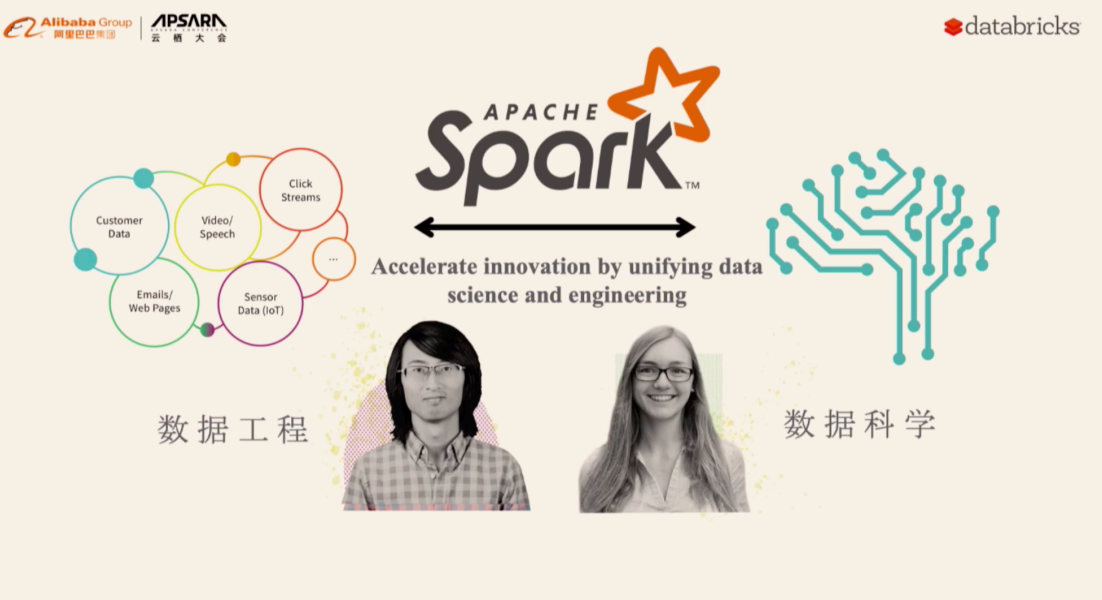 Alibaba Group
阿里巴巴集团
APSARA
APSARA CONFERENCE
云栖大会
databricks
APACHE
Spark™
Click
Streams
Customer
Data
Video/
Speech
...
Emails/
Web Pages
Sensor
Data (IoT)
Accelerate innovation by unifying data
science and engineering
数据工程
数据科学